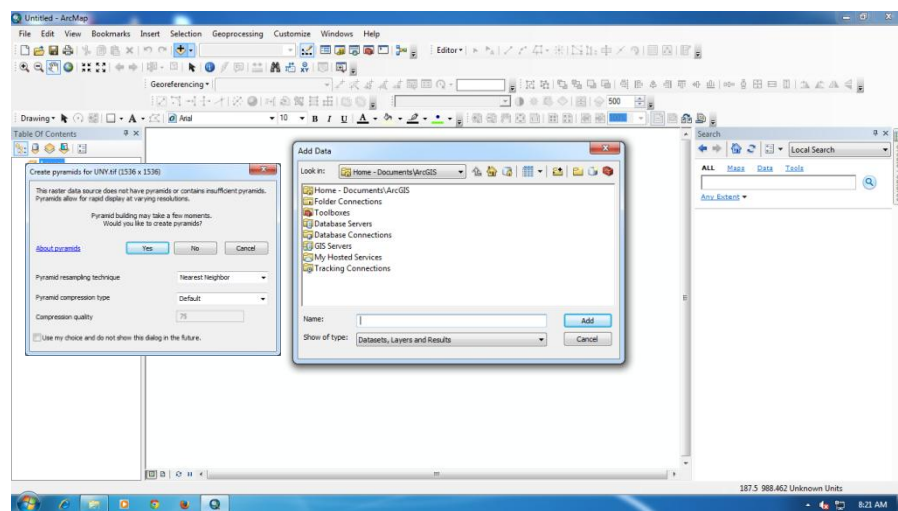 Untitled - ArcMap
File Edit View Bookmarks Insert Selection Geoprocessing Customize Windows Help
Editor
Georeferencing
500
Drawing A Arial 10 B I U A
Table Of Contents
Create pyramids for UNY.tif (1536 x 1536)
This raster data source does not have pyramids or contains insufficient pyramids.
Pyramids allow for rapid display at varying resolutions.
Pyramid building may take a few moments.
Would you like to create pyramids?
About pyramids Yes No Cancel
Pyramid resampling technique Nearest Neighbor
Pyramid compression type Default
Compression quality 75
Use my choice and do not show this dialog in the future.
Add Data
Look in: Home - Documents\ArcGIS
Home - Documents\ArcGIS
Folder Connections
Toolboxes
Database Servers
Database Connections
GIS Servers
My Hosted Services
Tracking Connections
Name: Add
Show of type: Datasets, Layers and Results Cancel
Search
Local Search
ALL Maps Data Tools
Any Extent
187.5 988.462 Unknown Units
8:21 AM